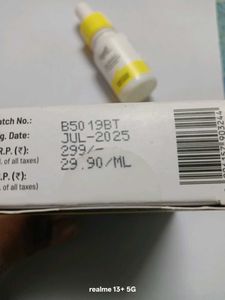 atch No.: B5019BT
g. Date: JUL-2025
.R.P. (₹): 299/-
l. of all taxes) 29.90/ML
.P. (₹):
l. of all taxes)
realme 13+ 5G